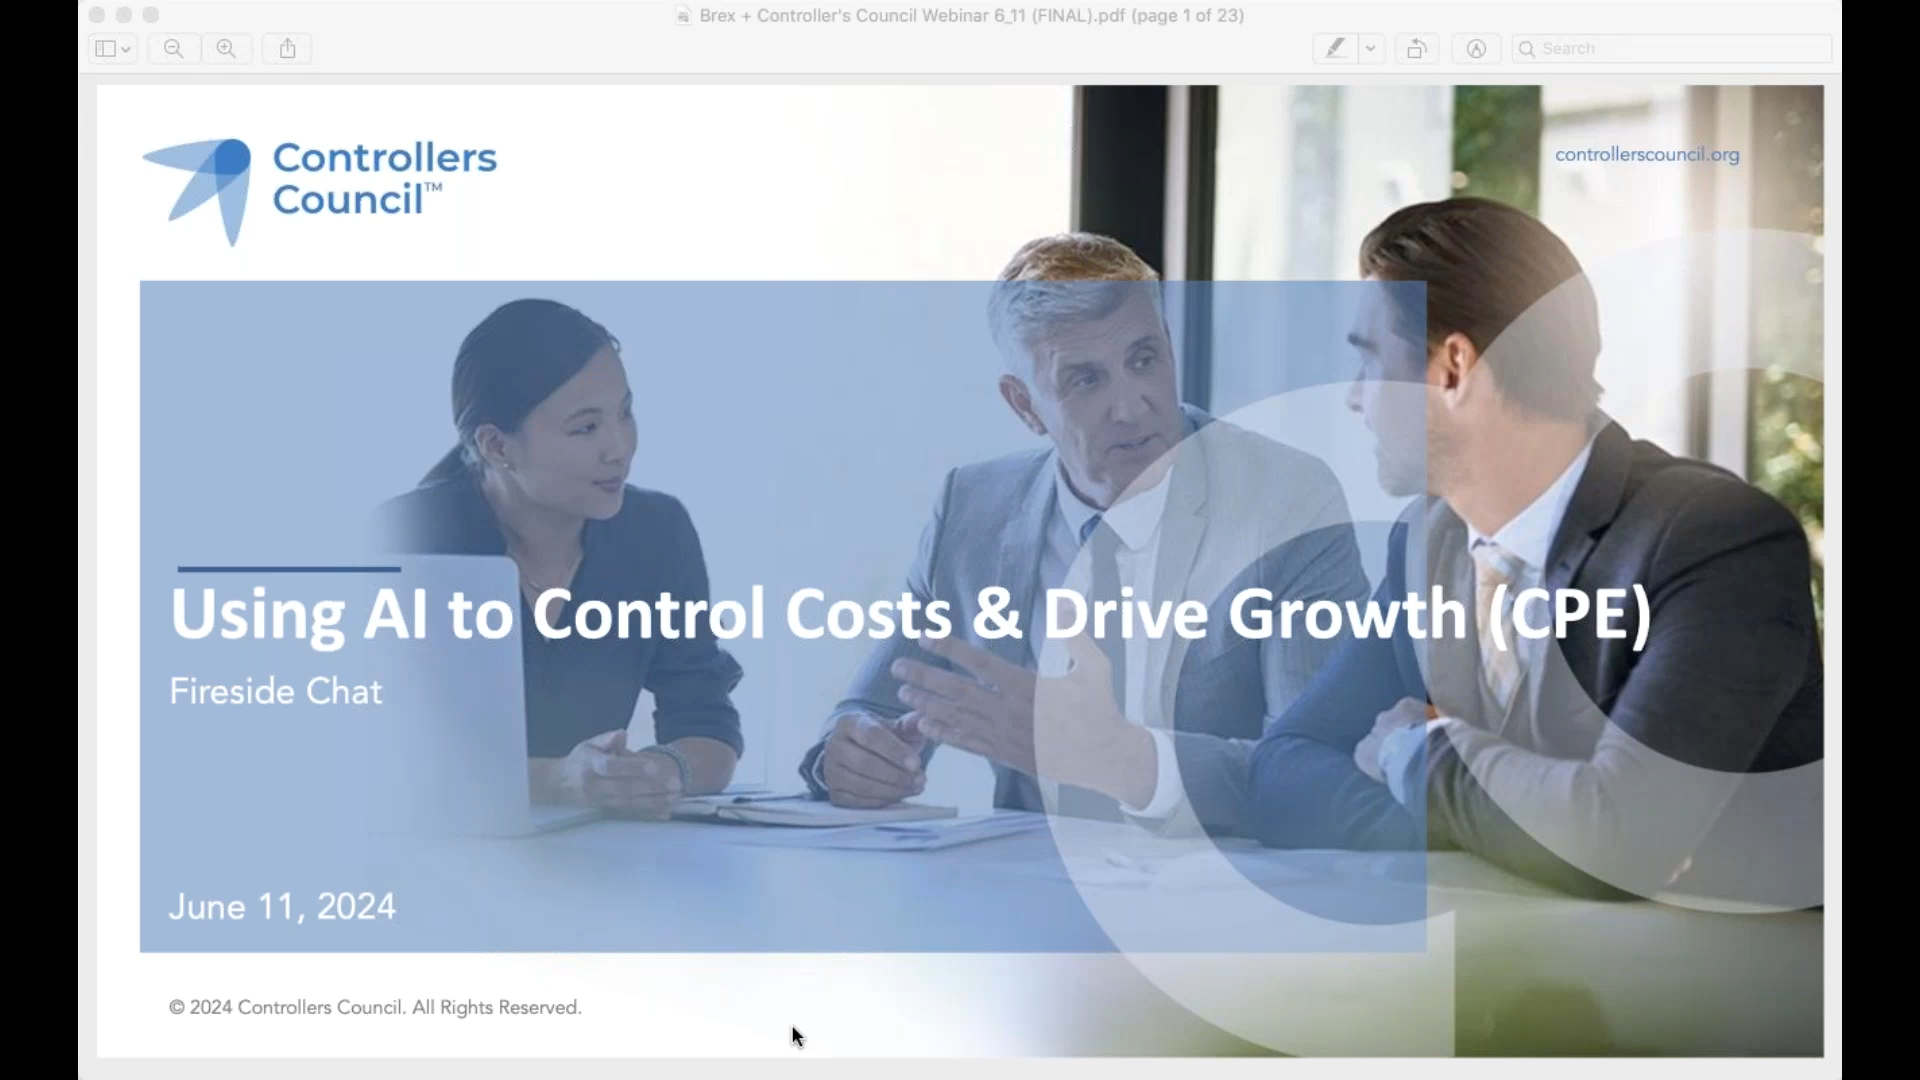 Brex + Controller's Council Webinar 6_11 (FINAL).pdf (page 1 of 23)
Search
Controllers
Council™
controllerscouncil.org
Using AI to Control Costs & Drive Growth (CPE)
Fireside Chat
June 11, 2024
© 2024 Controllers Council. All Rights Reserved.